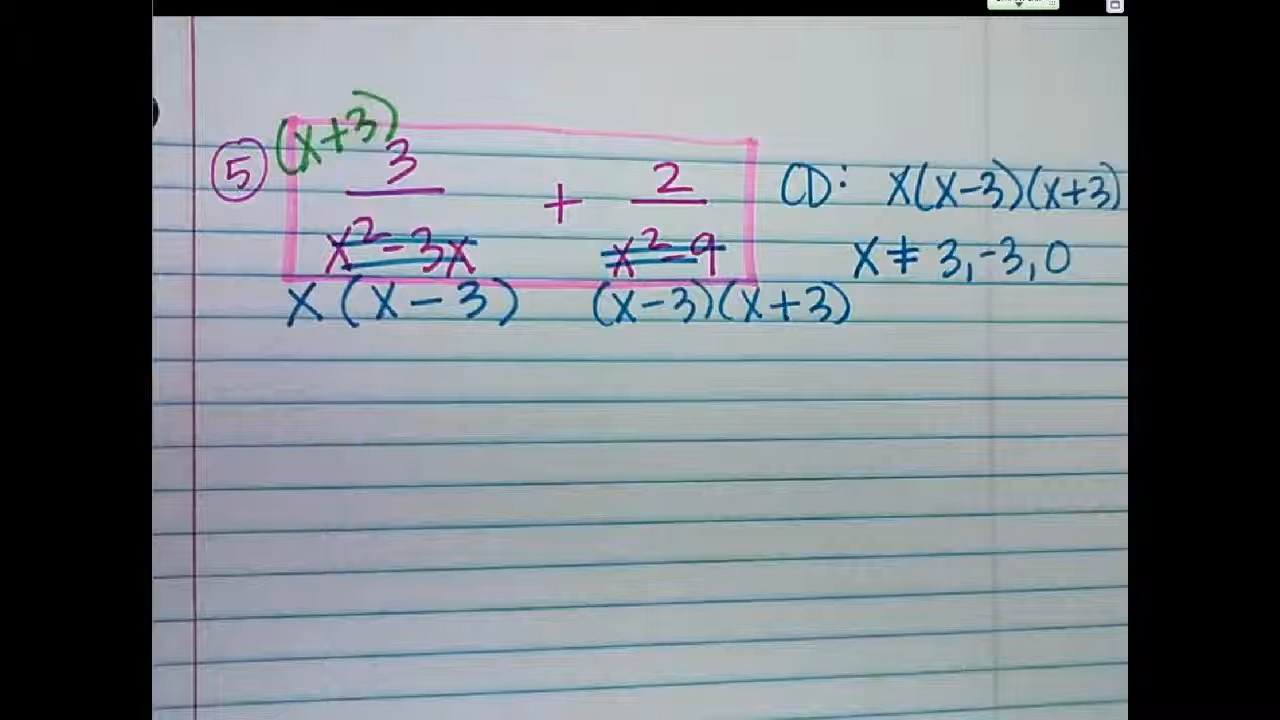 (x+3)
⑤ 3/(x² - 3x) + 2/(x² - 9) CD: x(x-3)(x+3)
x ≠ 3, -3, 0
x(x-3) (x-3)(x+3)